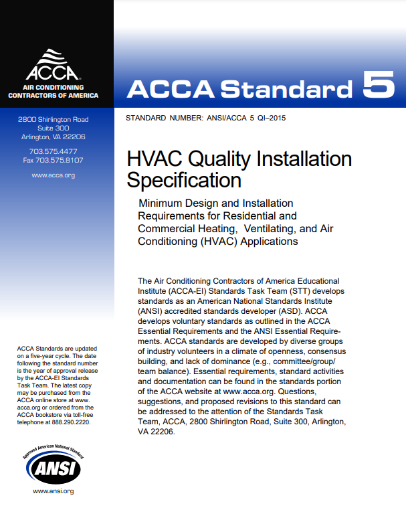 ACCA
AIR CONDITIONING
CONTRACTORS OF AMERICA
ACCA Standard 5
2800 Shirlington Road
Suite 300
Arlington, VA 22206
703.575.4477
Fax 703.575.8107
www.acca.org
STANDARD NUMBER: ANSI/ACCA 5 QI–2015
HVAC Quality Installation
Specification
Minimum Design and Installation
Requirements for Residential and
Commercial Heating, Ventilating, and Air
Conditioning (HVAC) Applications
The Air Conditioning Contractors of America Educational
Institute (ACCA-EI) Standards Task Team (STT) develops
standards as an American National Standards Institute
(ANSI) accredited standards developer (ASD). ACCA
develops voluntary standards as outlined in the ACCA
Essential Requirements and the ANSI Essential Require-
ments. ACCA standards are developed by diverse groups
of industry volunteers in a climate of openness, consensus
building, and lack of dominance (e.g., committee/group/
team balance). Essential requirements, standard activities
and documentation can be found in the standards portion
of the ACCA website at www.acca.org. Questions,
suggestions, and proposed revisions to this standard can
be addressed to the attention of the Standards Task
Team, ACCA, 2800 Shirlington Road, Suite 300, Arlington,
VA 22206.
ACCA Standards are updated
on a five-year cycle. The date
following the standard number
is the year of approval release
by the ACCA-EI Standards
Task Team. The latest copy
may be purchased from the
ACCA online store at www.
acca.org or ordered from the
ACCA bookstore via toll-free
telephone at 888.290.2220.
Approved American National Standard
ANSI
www.ansi.org